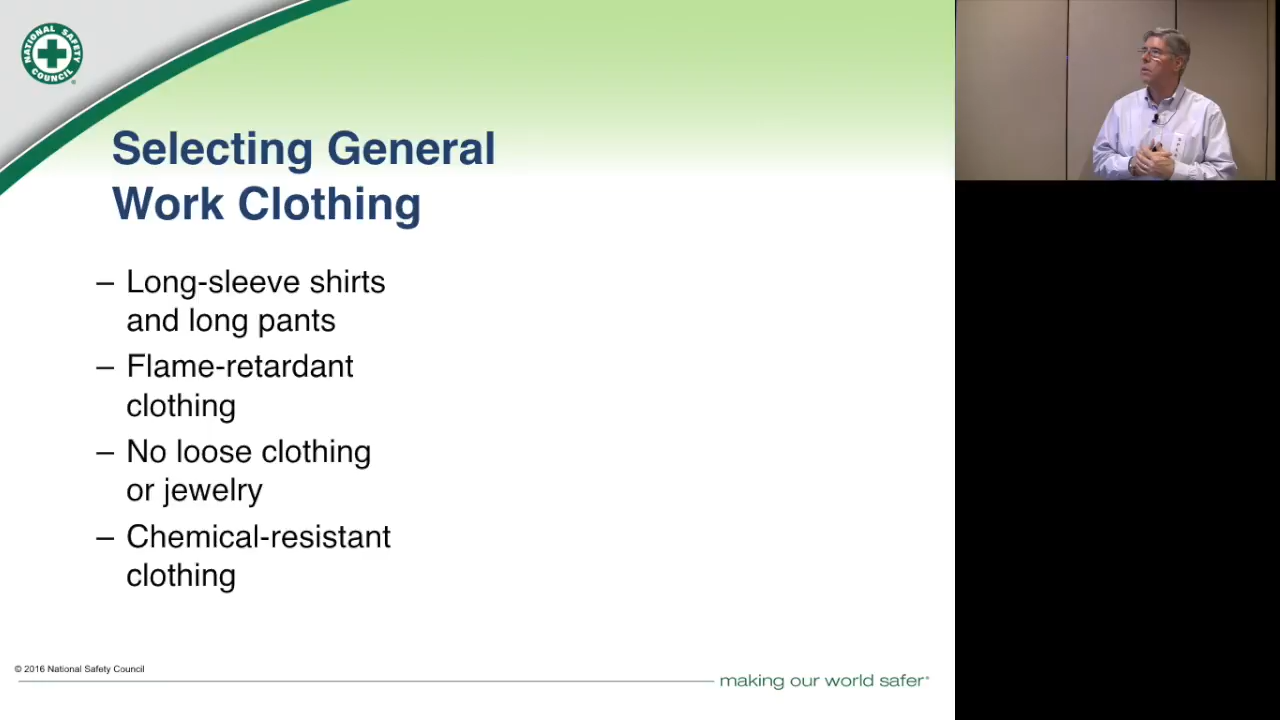 NATIONAL SAFETY
COUNCIL
Selecting General
Work Clothing
– Long-sleeve shirts
and long pants
– Flame-retardant
clothing
– No loose clothing
or jewelry
– Chemical-resistant
clothing
© 2016 National Safety Council
making our world safer®